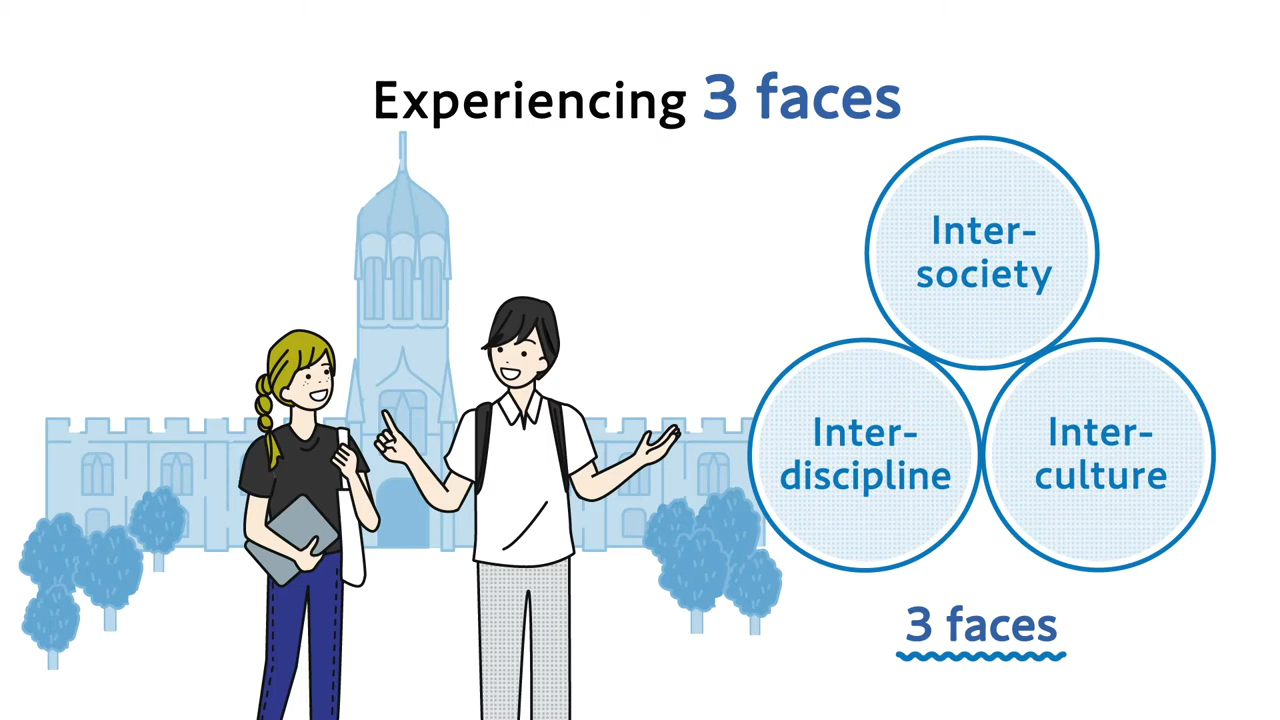 Experiencing 3 faces
Inter-
society
Inter-
discipline
Inter-
culture
3 faces